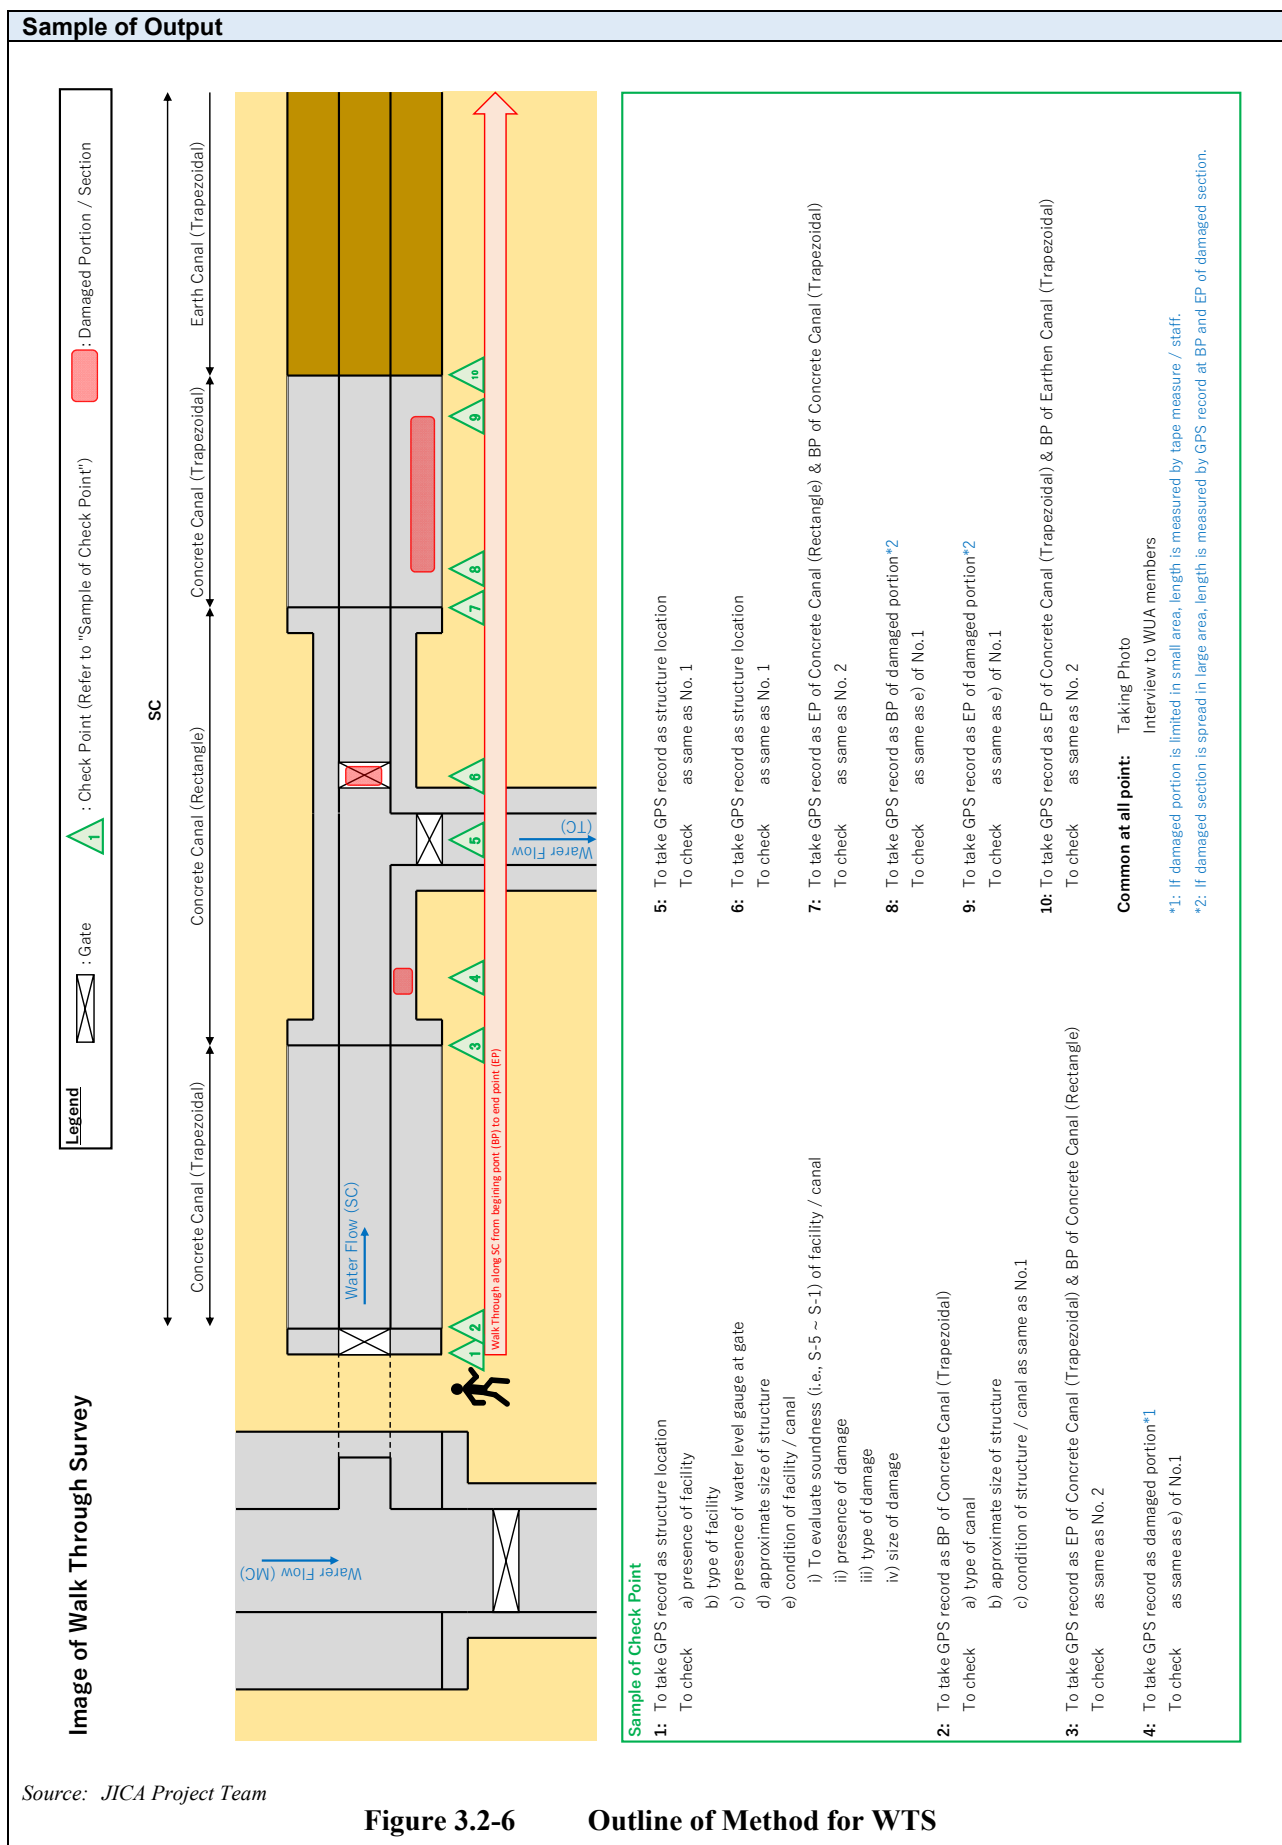 Sample of Output
Image of Walk Through Survey
Legend
: Gate
1
: Check Point (Refer to "Sample of Check Point")
: Damaged Portion / Section
SC
Concrete Canal (Trapezoidal)
Concrete Canal (Rectangle)
Concrete Canal (Trapezoidal)
Earth Canal (Trapezoidal)
Warer Flow (MC)
Water Flow (SC)
Warer Flow
(TC)
1
2
3
4
5
6
7
8
9
10
Walk Through along SC from begining pont (BP) to end point (EP)
Sample of Check Point
1: To take GPS record as structure location
To check a) presence of facility
b) type of facility
c) presence of water level gauge at gate
d) approximate size of structure
e) condition of facility / canal
i) To evaluate soundness (i.e., S-5 ~ S-1) of facility / canal
ii) presence of damage
iii) type of damage
iv) size of damage
2: To take GPS record as BP of Concrete Canal (Trapezoidal)
To check a) type of canal
b) approximate size of structure
c) condition of structure / canal as same as No.1
3: To take GPS record as EP of Concrete Canal (Trapezoidal) & BP of Concrete Canal (Rectangle)
To check as same as No. 2
4: To take GPS record as damaged portion*1
To check as same as e) of No.1
5: To take GPS record as structure location
To check as same as No. 1
6: To take GPS record as structure location
To check as same as No. 1
7: To take GPS record as EP of Concrete Canal (Rectangle) & BP of Concrete Canal (Trapezoidal)
To check as same as No. 2
8: To take GPS record as BP of damaged portion*2
To check as same as e) of No.1
9: To take GPS record as EP of damaged portion*2
To check as same as e) of No.1
10: To take GPS record as EP of Concrete Canal (Trapezoidal) & BP of Earthen Canal (Trapezoidal)
To check as same as No. 2
Common at all point: Taking Photo
Interview to WUA members
*1: If damaged portion is limited in small area, length is measured by tape measure / staff.
*2: If damaged section is spread in large area, length is measured by GPS record at BP and EP of damaged section.
Source: JICA Project Team
Figure 3.2-6 Outline of Method for WTS